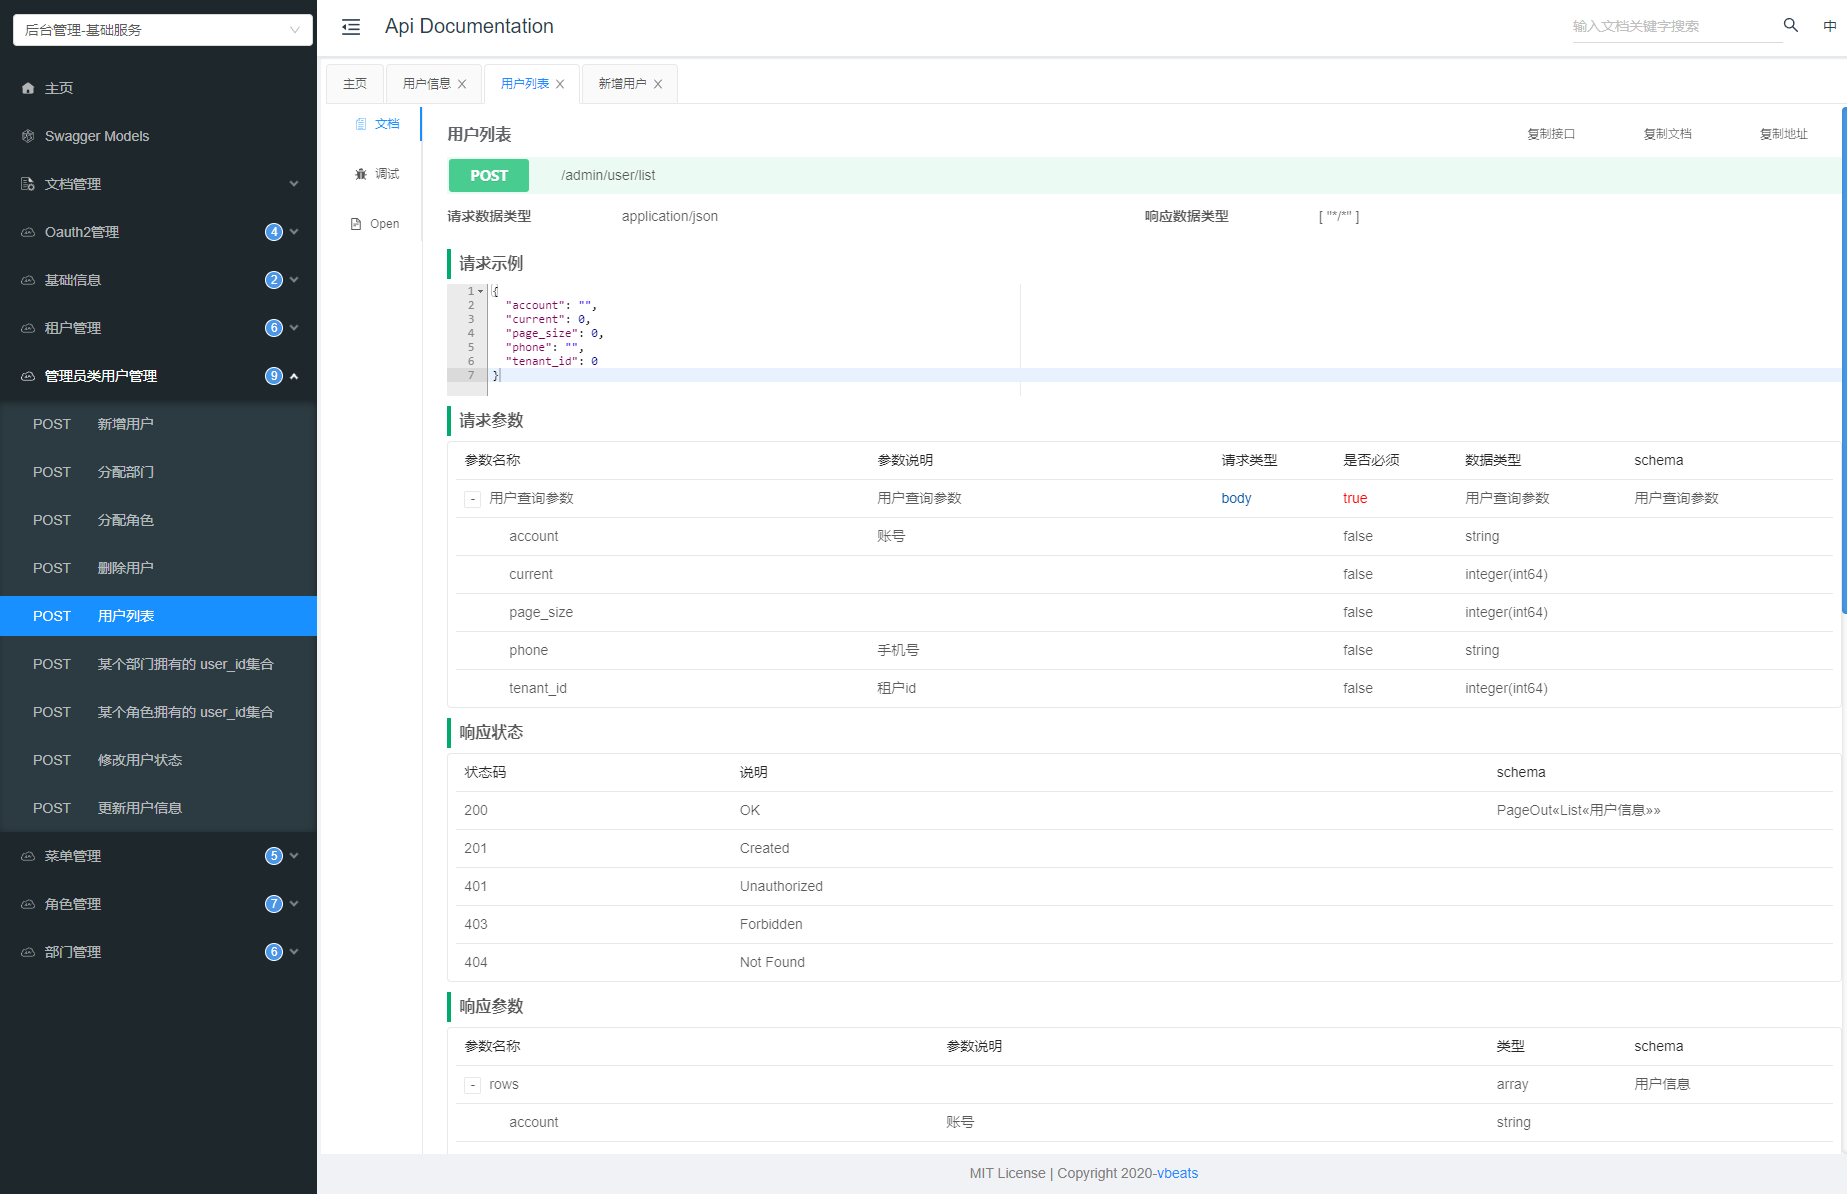 后台管理-基础服务
主页
Swagger Models
文档管理
Oauth2管理 4
基础信息 2
租户管理 6
管理员类用户管理 9
POST 新增用户
POST 分配部门
POST 分配角色
POST 删除用户
POST 用户列表
POST 某个部门拥有的 user_id集合
POST 某个角色拥有的 user_id集合
POST 修改用户状态
POST 更新用户信息
菜单管理 5
角色管理 7
部门管理 6
Api Documentation
输入文档关键字搜索 中
主页 用户信息 用户列表 新增用户
文档
调试
Open
用户列表 复制接口 复制文档 复制地址
POST /admin/user/list
请求数据类型 application/json 响应数据类型 [ "*/*" ]
请求示例
1 {
2 "account": "",
3 "current": 0,
4 "page_size": 0,
5 "phone": "",
6 "tenant_id": 0
7 }
请求参数
参数名称 参数说明 请求类型 是否必须 数据类型 schema
- 用户查询参数 用户查询参数 body true 用户查询参数 用户查询参数
account 账号 false string
current false integer(int64)
page_size false integer(int64)
phone 手机号 false string
tenant_id 租户id false integer(int64)
响应状态
状态码 说明 schema
200 OK PageOut«List«用户信息»»
201 Created
401 Unauthorized
403 Forbidden
404 Not Found
响应参数
参数名称 参数说明 类型 schema
- rows array 用户信息
account 账号 string
MIT License | Copyright 2020-vbeats